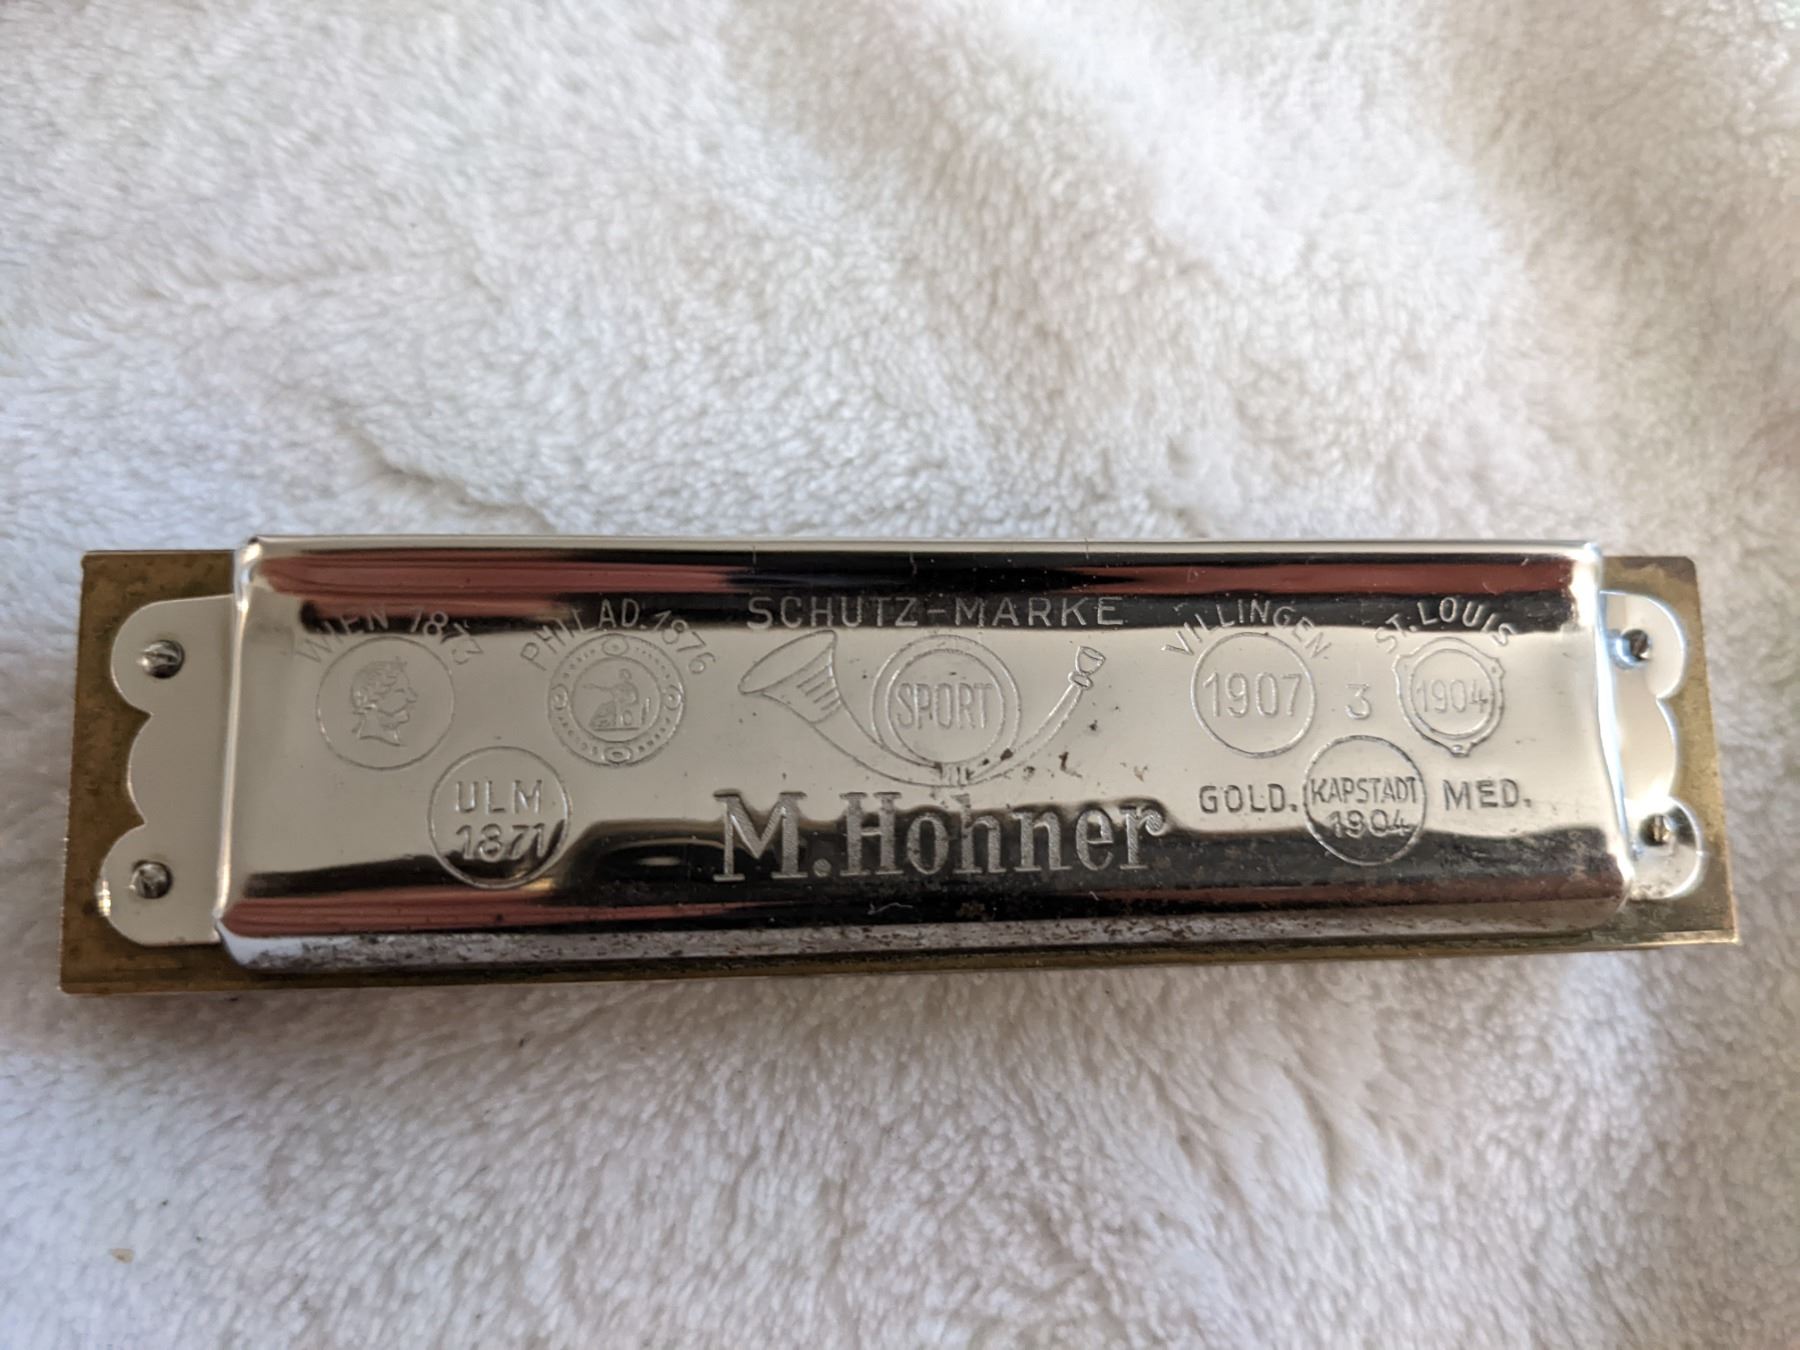 WIEN 1873
PHILAD. 1876
SCHUTZ-MARKE
SPORT
VILLINGEN
1907
3
ST. LOUIS
1904
ULM
1871
M. Hohner
GOLD. KAPSTADT MED.
1904